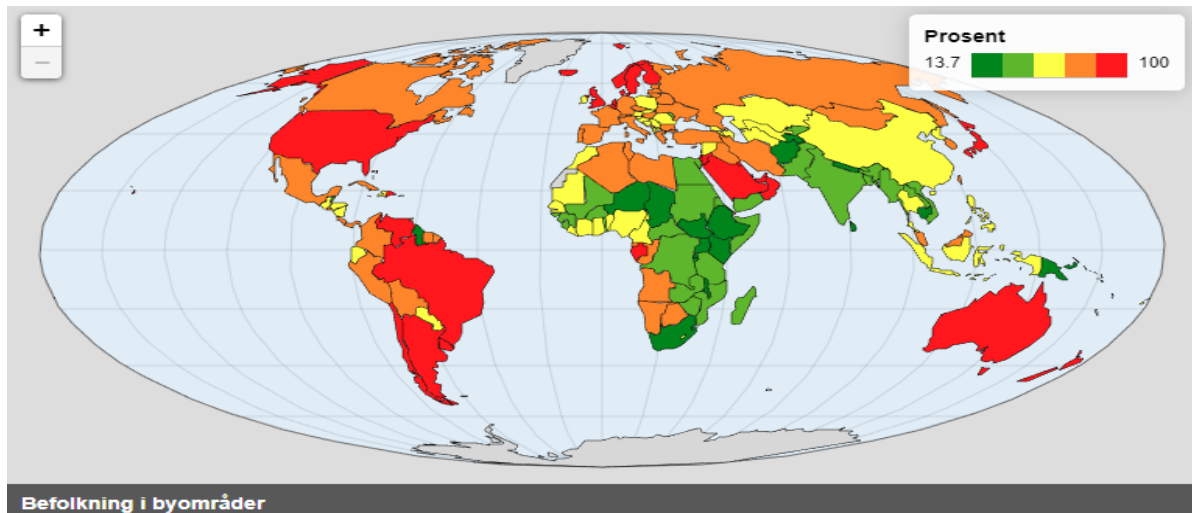 +
−
Prosent
13.7 100
Befolkning i byområder